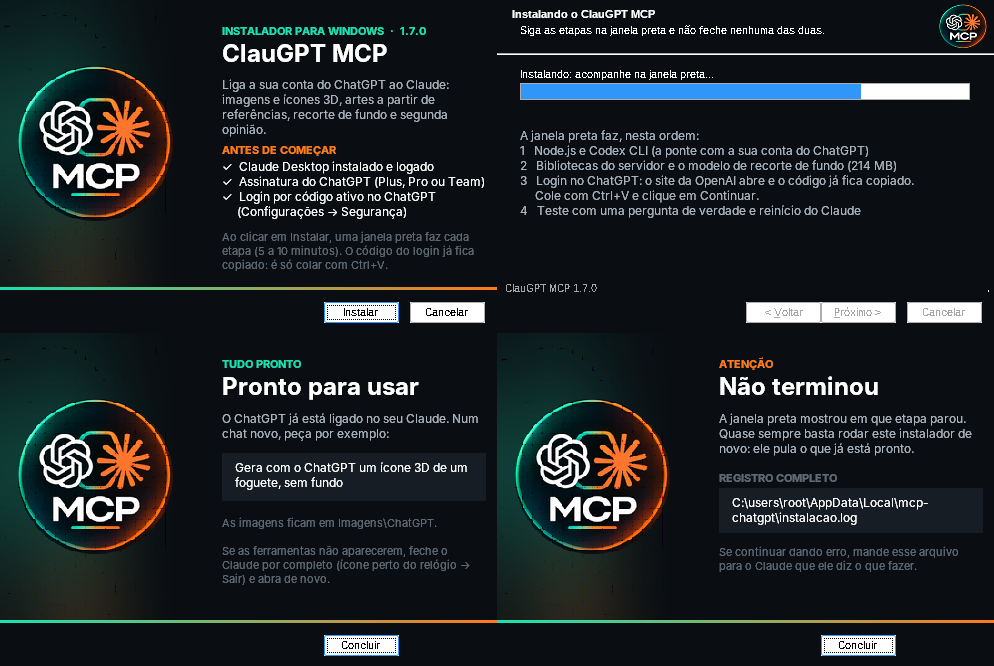 INSTALADOR PARA WINDOWS · 1.7.0
ClauGPT MCP
Liga a sua conta do ChatGPT ao Claude:
imagens e ícones 3D, artes a partir de
referências, recorte de fundo e segunda
opinião.
ANTES DE COMEÇAR
✓ Claude Desktop instalado e logado
✓ Assinatura do ChatGPT (Plus, Pro ou Team)
✓ Login por código ativo no ChatGPT
(Configurações → Segurança)
Ao clicar em Instalar, uma janela preta faz cada
etapa (5 a 10 minutos). O código do login já fica
copiado: é só colar com Ctrl+V.
MCP
Instalar
Cancelar
Instalando o ClauGPT MCP
Siga as etapas na janela preta e não feche nenhuma das duas.
MCP
Instalando: acompanhe na janela preta...
A janela preta faz, nesta ordem:
1 Node.js e Codex CLI (a ponte com a sua conta do ChatGPT)
2 Bibliotecas do servidor e o modelo de recorte de fundo (214 MB)
3 Login no ChatGPT: o site da OpenAI abre e o código já fica copiado.
Cole com Ctrl+V e clique em Continuar.
4 Teste com uma pergunta de verdade e reinício do Claude
ClauGPT MCP 1.7.0
< Voltar
Próximo >
Cancelar
TUDO PRONTO
Pronto para usar
O ChatGPT já está ligado no seu Claude. Num
chat novo, peça por exemplo:
Gera com o ChatGPT um ícone 3D de um
foguete, sem fundo
As imagens ficam em Imagens\ChatGPT.
Se as ferramentas não aparecerem, feche o
Claude por completo (ícone perto do relógio →
Sair) e abra de novo.
MCP
Concluir
ATENÇÃO
Não terminou
A janela preta mostrou em que etapa parou.
Quase sempre basta rodar este instalador de
novo: ele pula o que já está pronto.
REGISTRO COMPLETO
C:\users\root\AppData\Local\mcp-
chatgpt\instalacao.log
Se continuar dando erro, mande esse arquivo
para o Claude que ele diz o que fazer.
MCP
Concluir